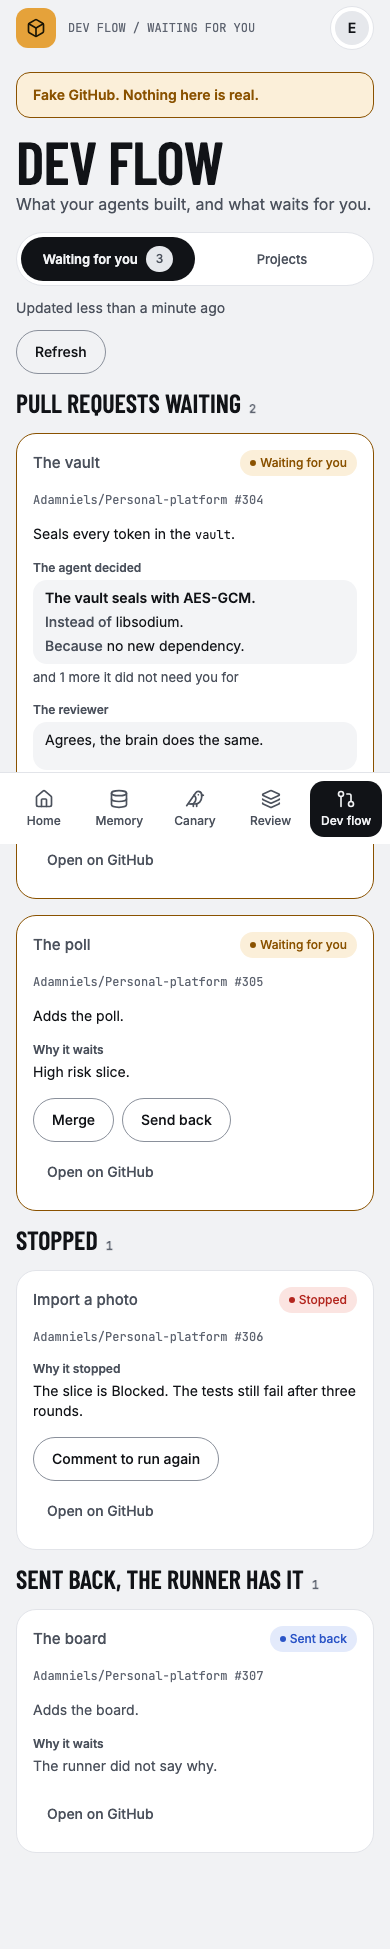 DEV FLOW / WAITING FOR YOU
E
Fake GitHub. Nothing here is real.
DEV FLOW
What your agents built, and what waits for you.
Waiting for you 3
Projects
Updated less than a minute ago
Refresh
PULL REQUESTS WAITING 2
The vault
Waiting for you
Adamniels/Personal-platform #304
Seals every token in the vault.
The agent decided
The vault seals with AES-GCM.
Instead of libsodium.
Because no new dependency.
and 1 more it did not need you for
The reviewer
Agrees, the brain does the same.
Home
Memory
Canary
Review
Dev flow
Open on GitHub
The poll
Waiting for you
Adamniels/Personal-platform #305
Adds the poll.
Why it waits
High risk slice.
Merge
Send back
Open on GitHub
STOPPED 1
Import a photo
Stopped
Adamniels/Personal-platform #306
Why it stopped
The slice is Blocked. The tests still fail after three
rounds.
Comment to run again
Open on GitHub
SENT BACK, THE RUNNER HAS IT 1
The board
Sent back
Adamniels/Personal-platform #307
Adds the board.
Why it waits
The runner did not say why.
Open on GitHub